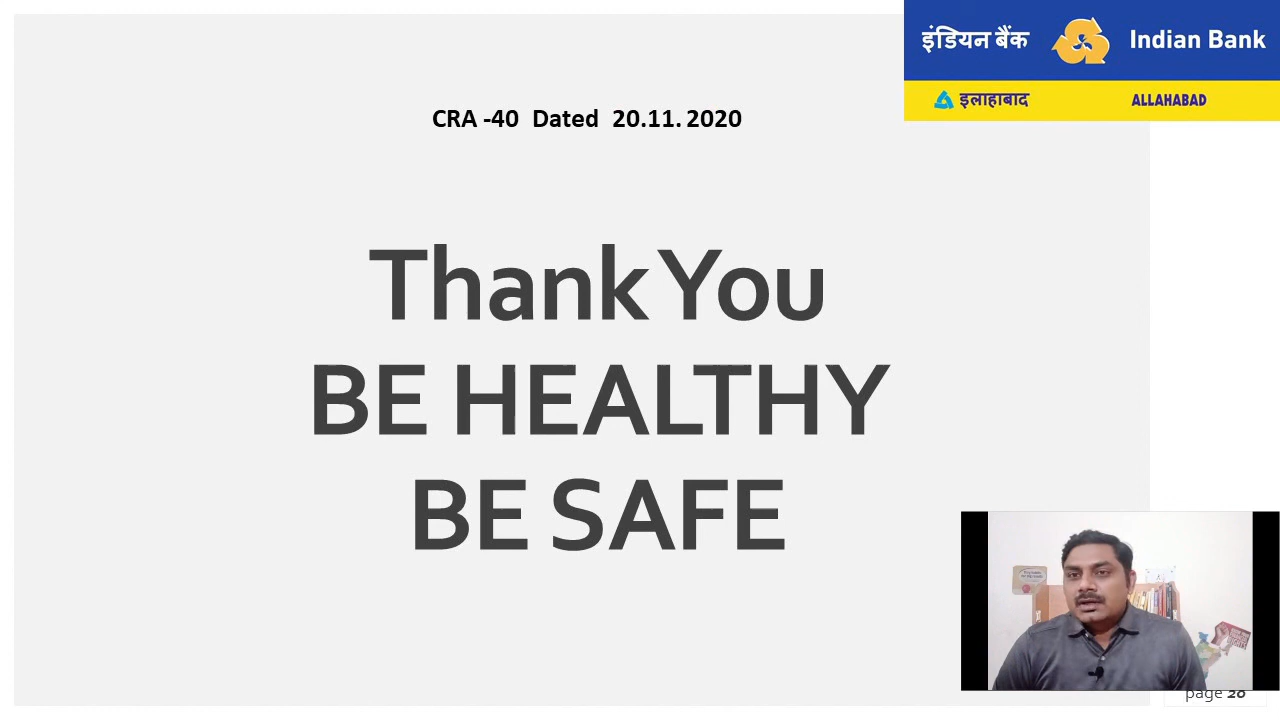 इंडियन बैंक Indian Bank
इलाहाबाद ALLAHABAD
CRA -40 Dated 20.11.2020
Thank You
BE HEALTHY
BE SAFE
page 20